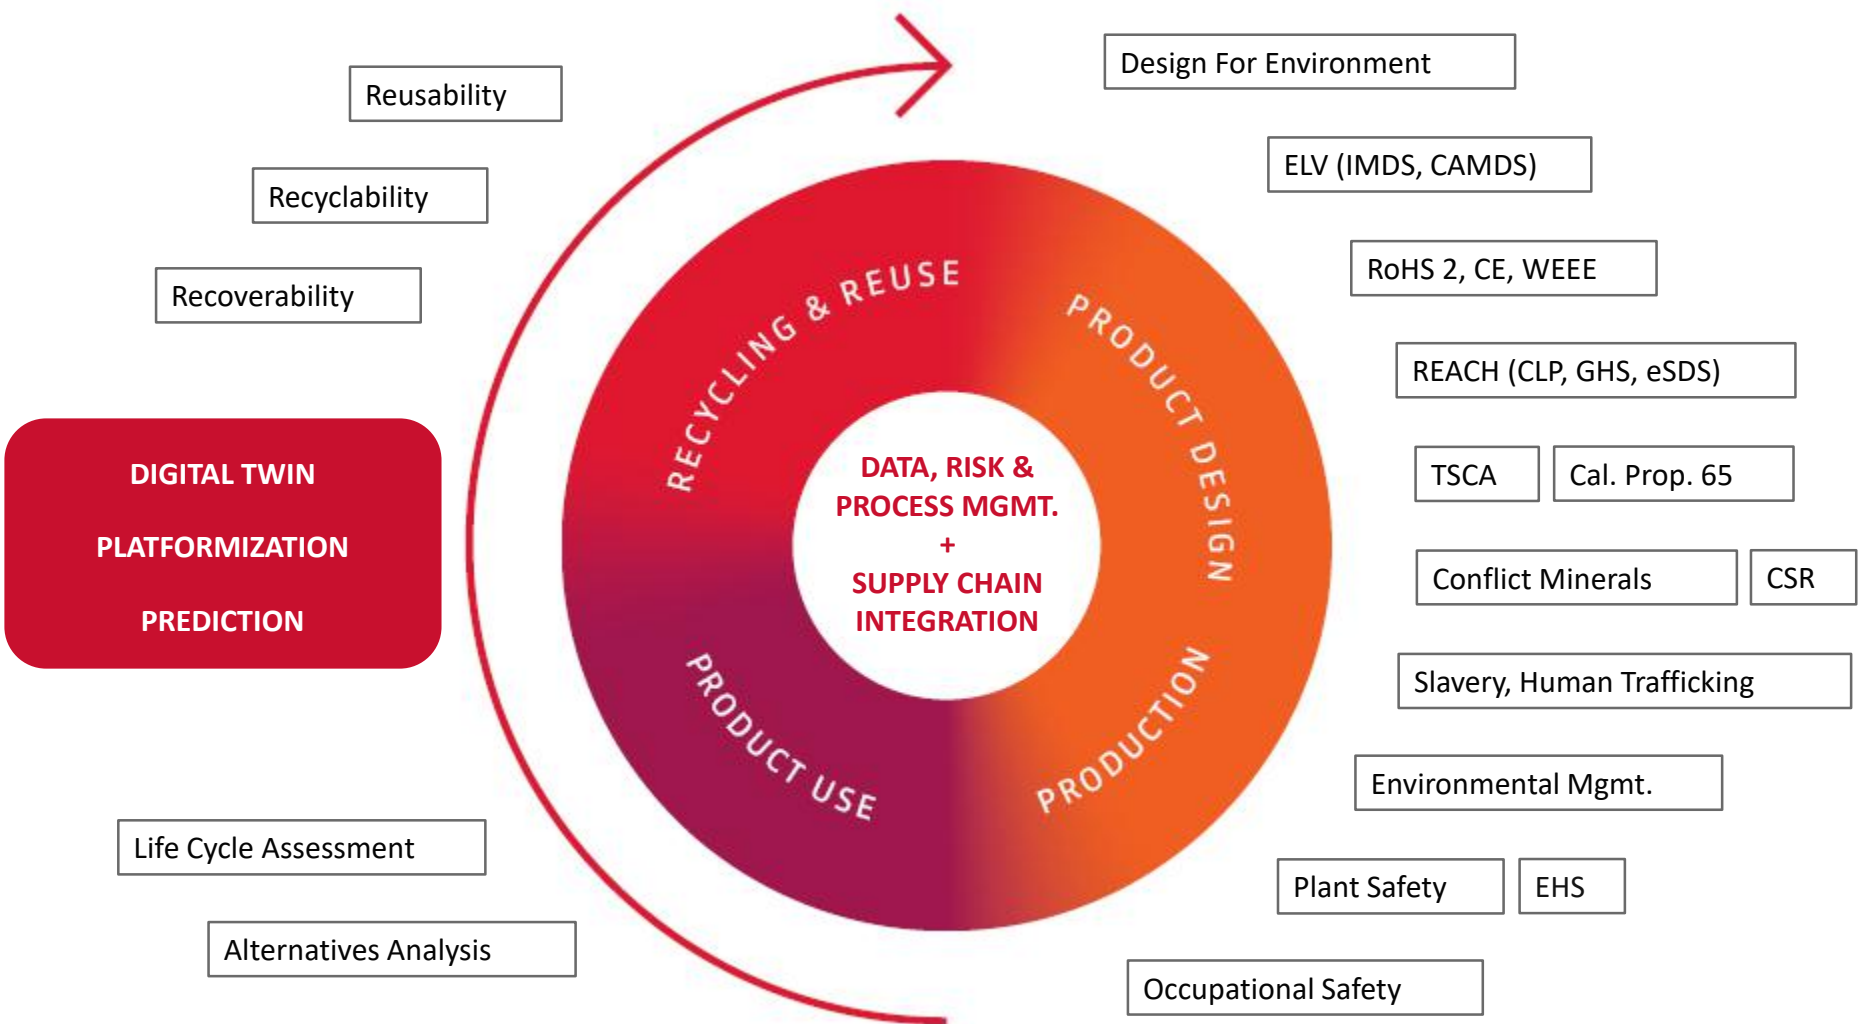 Reusability
Recyclability
Recoverability
DIGITAL TWIN
PLATFORMIZATION
PREDICTION
Life Cycle Assessment
Alternatives Analysis
RECYCLING & REUSE
PRODUCT DESIGN
PRODUCTION
PRODUCT USE
DATA, RISK &
PROCESS MGMT.
+
SUPPLY CHAIN
INTEGRATION
Design For Environment
ELV (IMDS, CAMDS)
RoHS 2, CE, WEEE
REACH (CLP, GHS, eSDS)
TSCA
Cal. Prop. 65
Conflict Minerals
CSR
Slavery, Human Trafficking
Environmental Mgmt.
Plant Safety
EHS
Occupational Safety